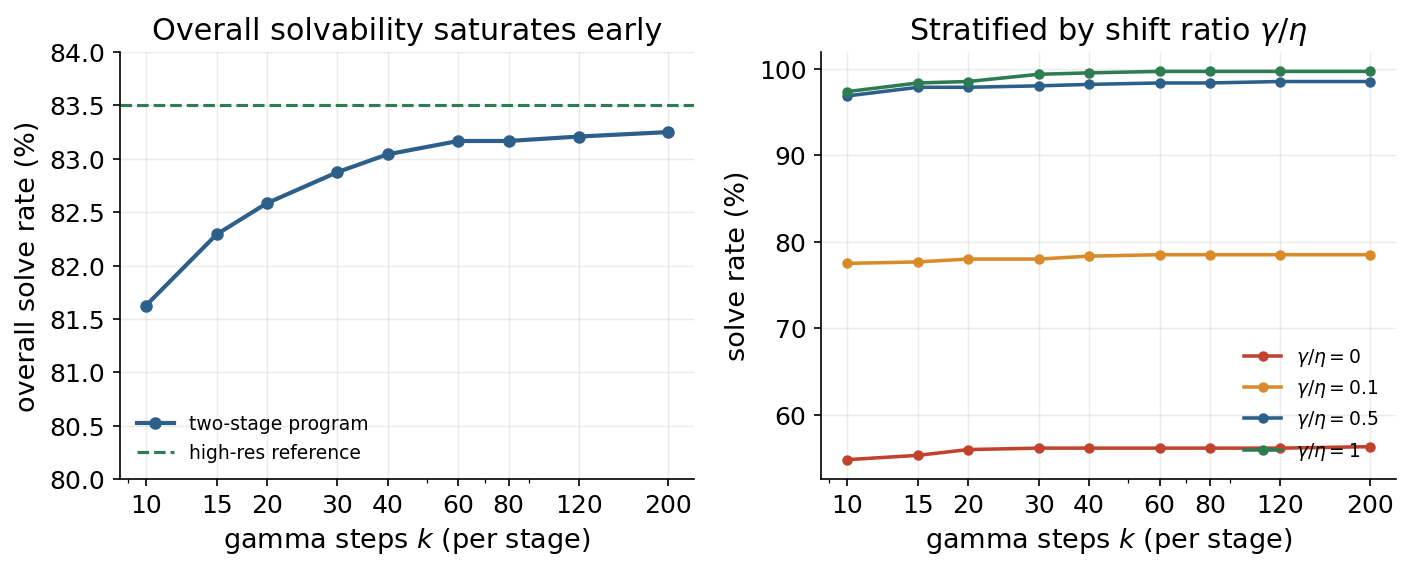 Overall solvability saturates early
84.0
83.5
83.0
82.5
82.0
81.5
81.0
80.5
80.0
overall solve rate (%)
two-stage program
high-res reference
10 15 20 30 40 60 80 120 200
gamma steps k (per stage)
Stratified by shift ratio γ/η
100
90
80
70
60
solve rate (%)
γ/η = 0
γ/η = 0.1
γ/η = 0.5
γ/η = 1
10 15 20 30 40 60 80 120 200
gamma steps k (per stage)